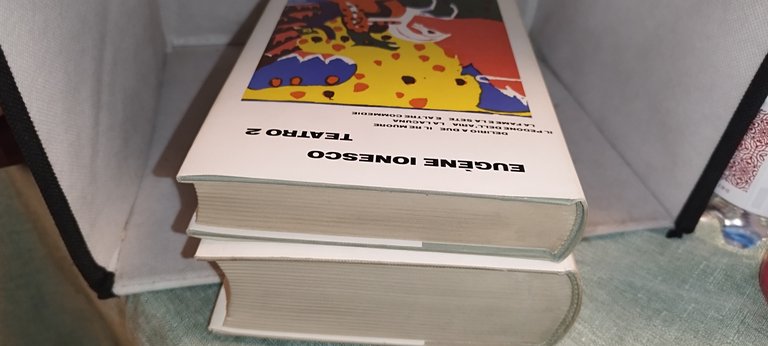 EUGÈNE IONESCO
TEATRO 2
DELIRIO A DUE IL RE MUORE
IL PEDONE DELL'ARIA LA LACUNA
LA FAME E LA SETE E ALTRE COMMEDIE